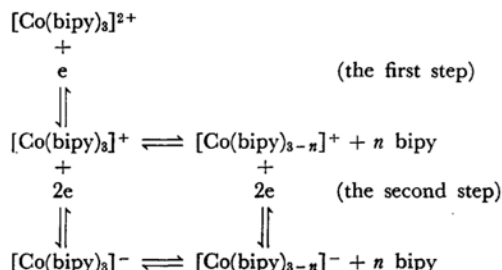 [Co(bipy)₃]²⁺
+
e (the first step)
⇌
[Co(bipy)₃]⁺ ⇌ [Co(bipy)₃₋ₙ]⁺ + n bipy
+ +
2e 2e (the second step)
⇌ ⇌
[Co(bipy)₃]⁻ ⇌ [Co(bipy)₃₋ₙ]⁻ + n bipy